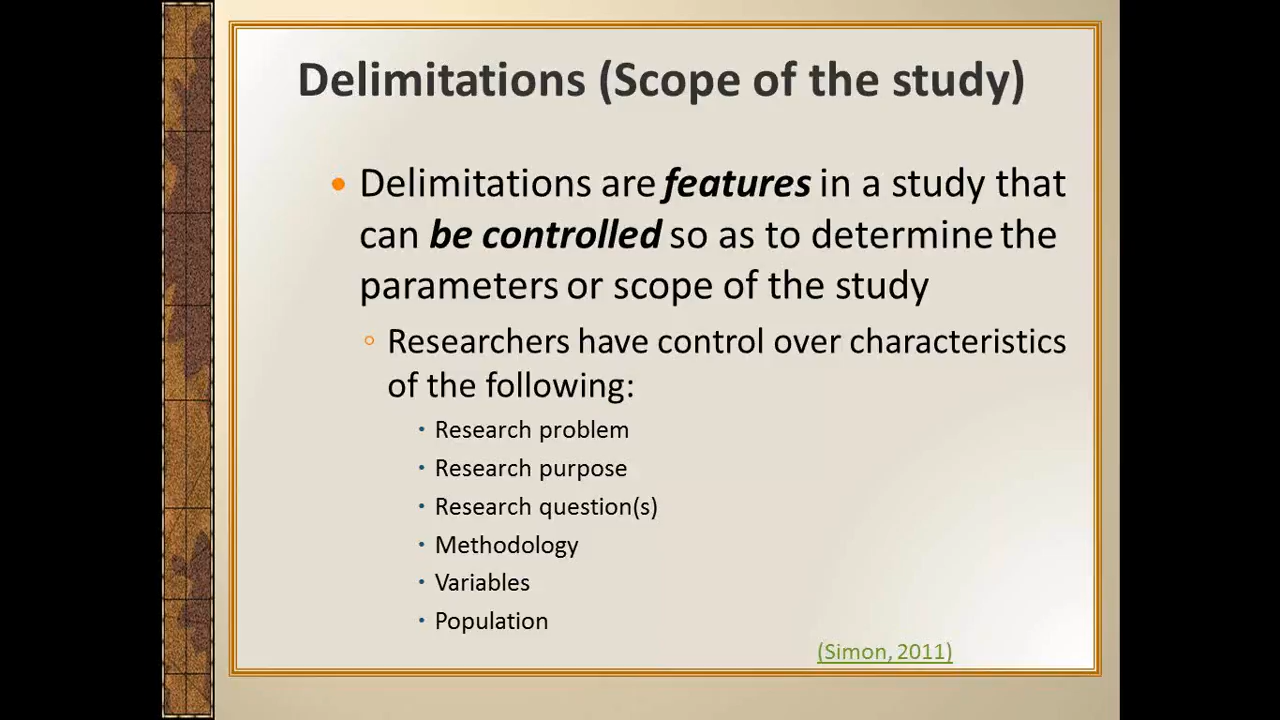 Delimitations (Scope of the study)
• Delimitations are features in a study that
can be controlled so as to determine the
parameters or scope of the study
◦ Researchers have control over characteristics
of the following:
• Research problem
• Research purpose
• Research question(s)
• Methodology
• Variables
• Population
(Simon, 2011)